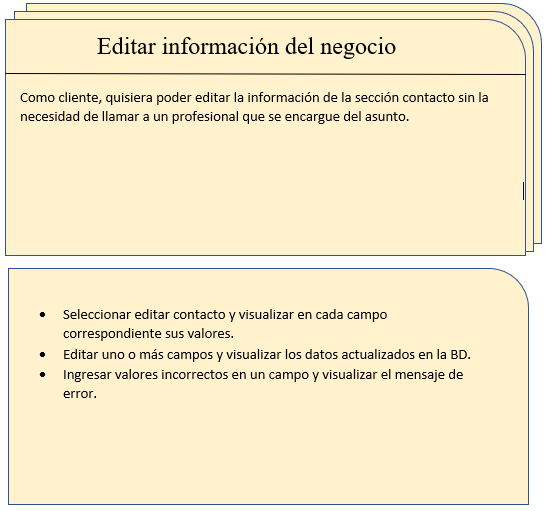 Editar información del negocio
Como cliente, quisiera poder editar la información de la sección contacto sin la
necesidad de llamar a un profesional que se encargue del asunto.
• Seleccionar editar contacto y visualizar en cada campo
correspondiente sus valores.
• Editar uno o más campos y visualizar los datos actualizados en la BD.
• Ingresar valores incorrectos en un campo y visualizar el mensaje de
error.